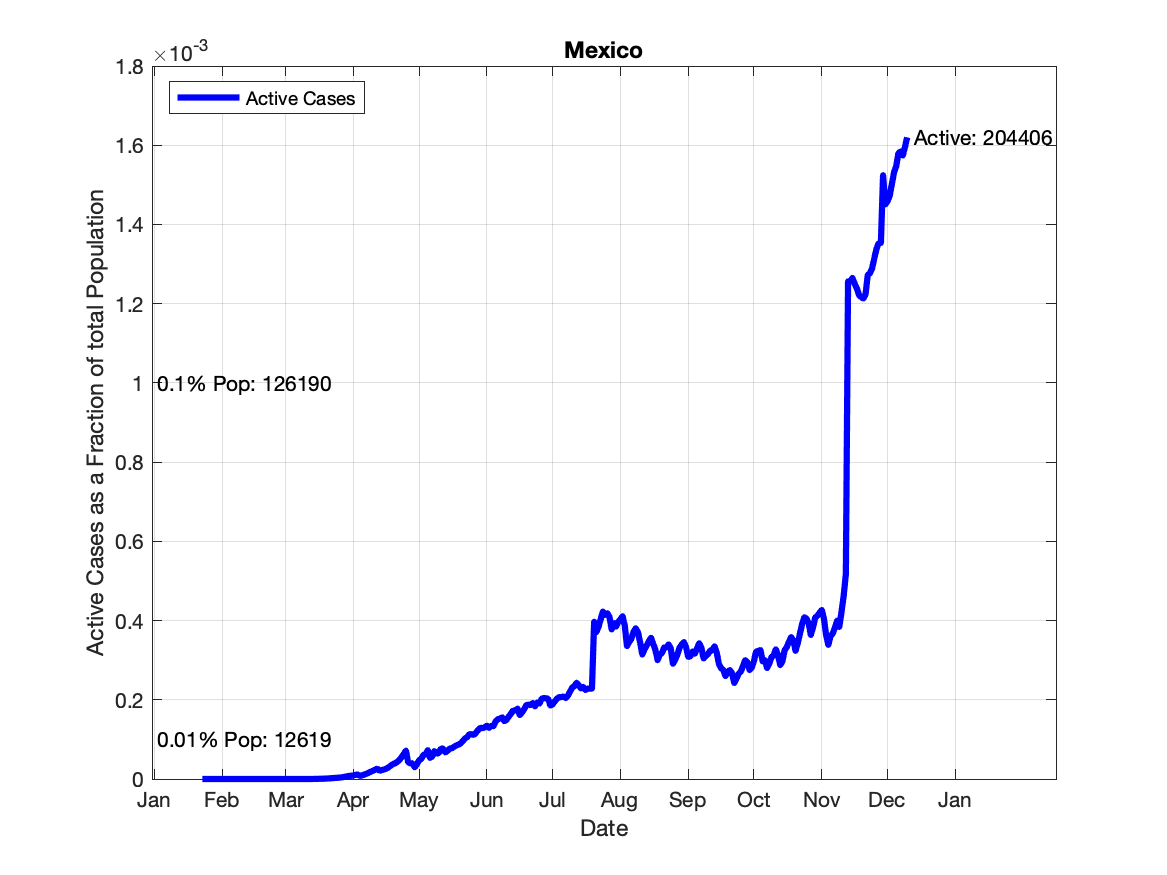 Mexico
×10-3
1.8
Active Cases
1.6
Active: 204406
1.4
1.2
1
0.1% Pop: 126190
0.8
0.6
0.4
0.2
0.01% Pop: 12619
0
Active Cases as a Fraction of total Population
Jan Feb Mar Apr May Jun Jul Aug Sep Oct Nov Dec Jan
Date